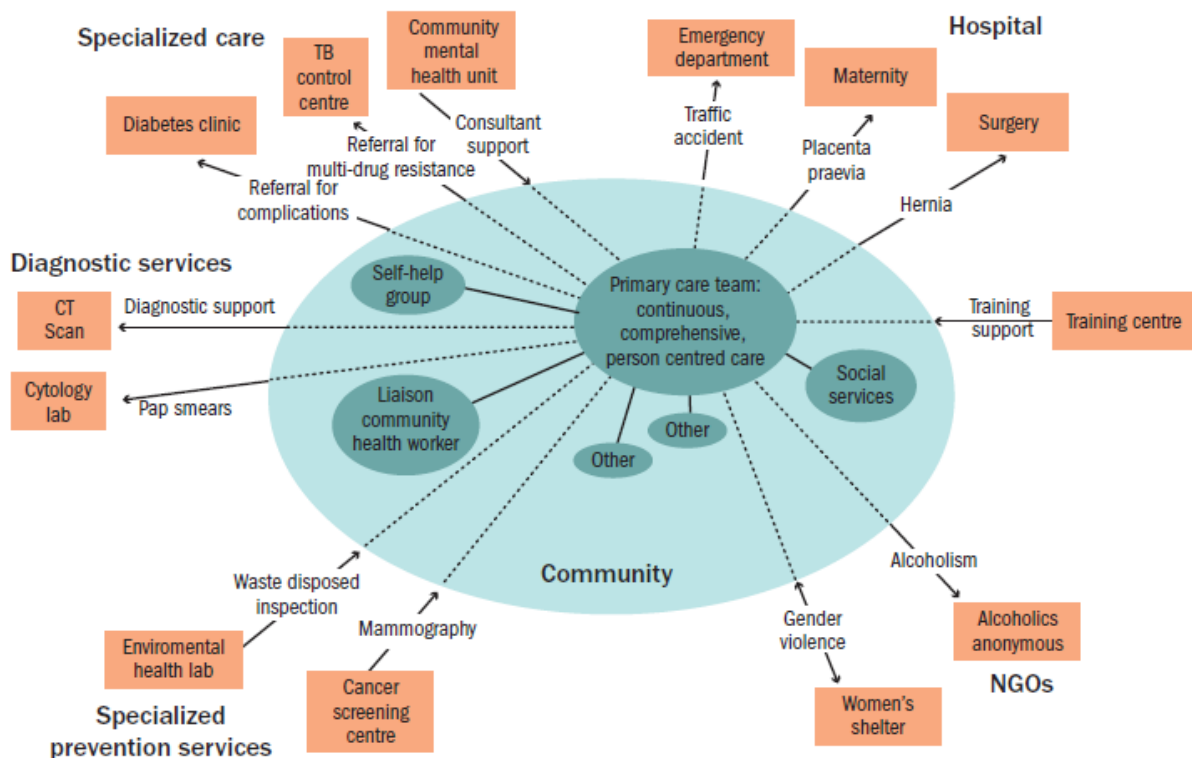 Specialized care
TB
control
centre
Community
mental
health unit
Emergency
department
Hospital
Maternity
Surgery
Diabetes clinic
Referral for
multi-drug resistance
Consultant
support
Traffic
accident
Placenta
praevia
Hernia
Referral for
complications
Diagnostic services
CT
Scan
Diagnostic support
Cytology
lab
Pap smears
Self-help
group
Primary care team:
continuous,
comprehensive,
person centred care
Training
support
Training centre
Liaison
community
health worker
Social
services
Other
Other
Community
Waste disposed
inspection
Mammography
Gender
violence
Alcoholism
Enviromental
health lab
Cancer
screening
centre
Specialized
prevention services
Women's
shelter
Alcoholics
anonymous
NGOs